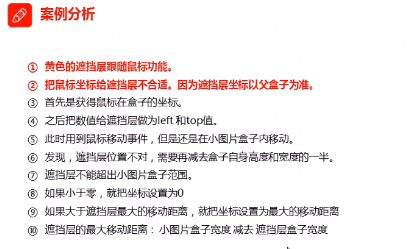 案例分析
① 黄色的遮挡层跟随鼠标功能。
② 把鼠标坐标给遮挡层不合适。因为遮挡层坐标以父盒子为准。
③ 首先是获得鼠标在盒子的坐标。
④ 之后把数值给遮挡层做为left 和top值。
⑤ 此时用到鼠标移动事件，但是还是在小图片盒子内移动。
⑥ 发现，遮挡层位置不对，需要再减去盒子自身高度和宽度的一半。
⑦ 遮挡层不能超出小图片盒子范围。
⑧ 如果小于零，就把坐标设置为0
⑨ 如果大于遮挡层最大的移动距离，就把坐标设置为最大的移动距离
⑩ 遮挡层的最大移动距离：小图片盒子宽度 减去 遮挡层盒子宽度